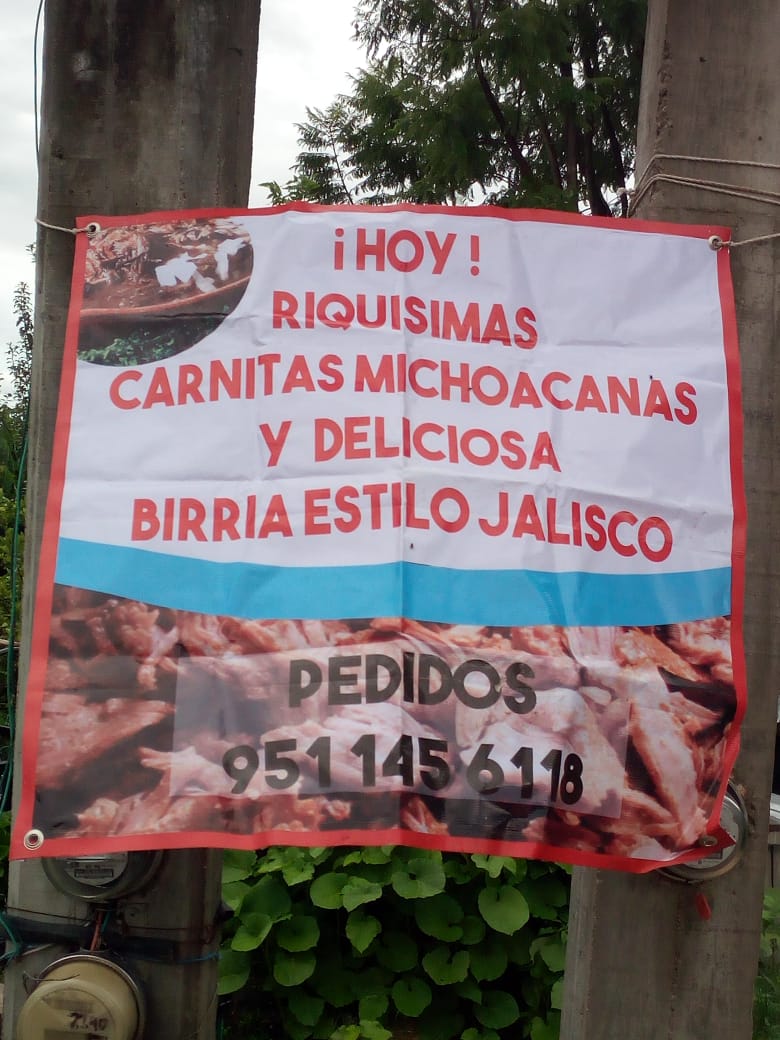 ¡HOY!
RIQUISIMAS
CARNITAS MICHOACANAS
Y DELICIOSA
BIRRIA ESTILO JALISCO
PEDIDOS
951 145 6118